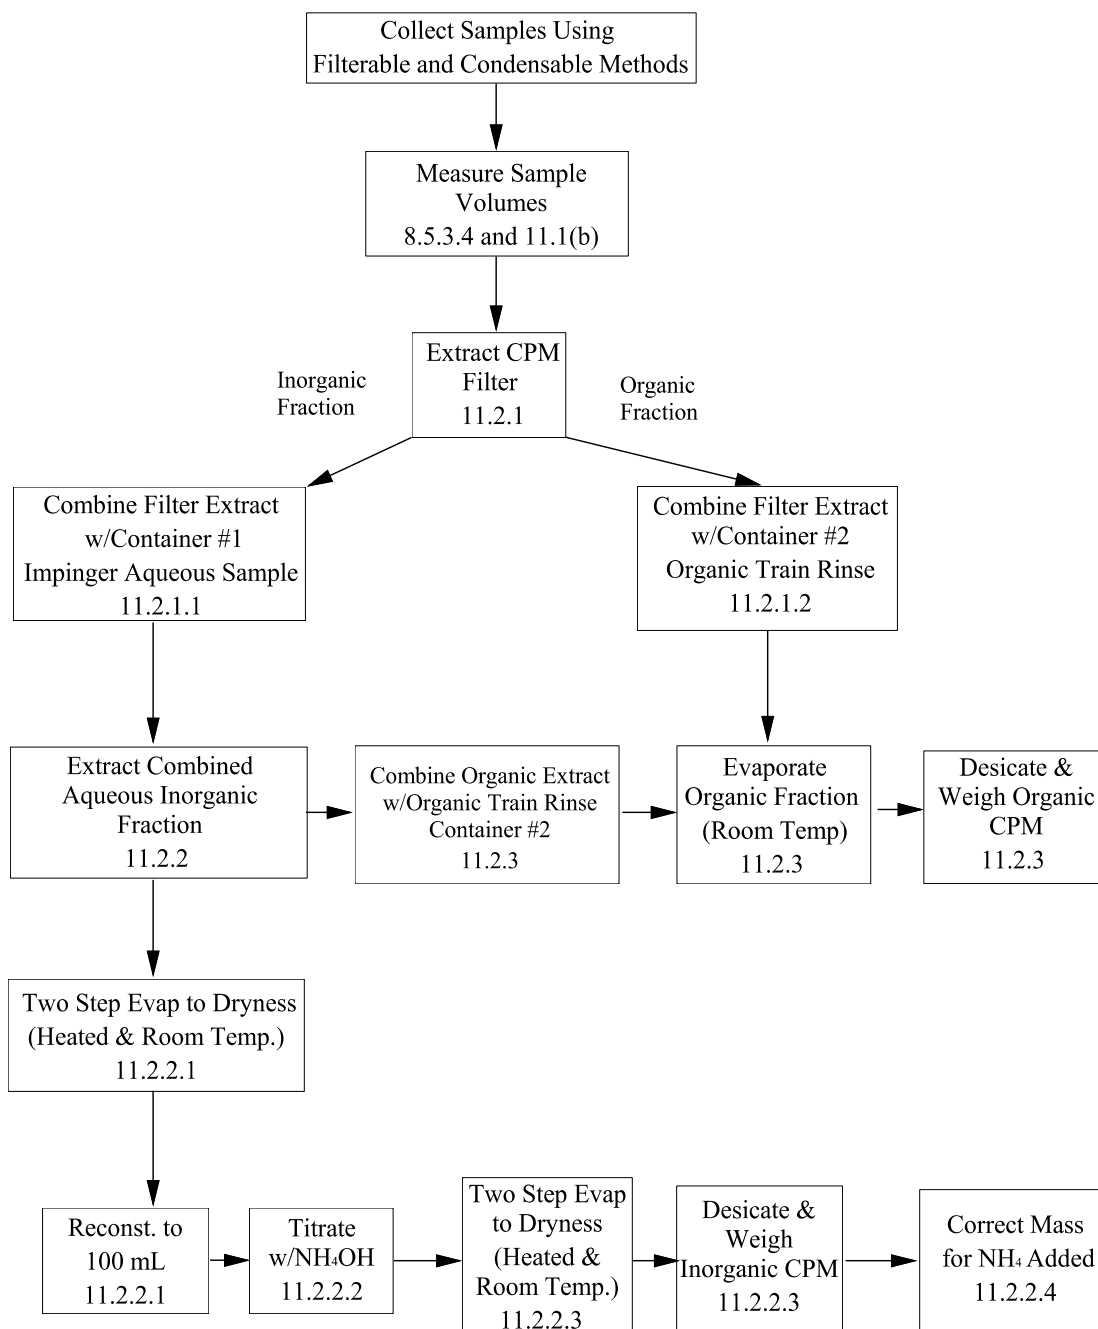 Collect Samples Using
Filterable and Condensable Methods
Measure Sample
Volumes
8.5.3.4 and 11.1(b)
Extract CPM
Filter
11.2.1
Inorganic
Fraction
Organic
Fraction
Combine Filter Extract
w/Container #1
Impinger Aqueous Sample
11.2.1.1
Combine Filter Extract
w/Container #2
Organic Train Rinse
11.2.1.2
Extract Combined
Aqueous Inorganic
Fraction
11.2.2
Combine Organic Extract
w/Organic Train Rinse
Container #2
11.2.3
Evaporate
Organic Fraction
(Room Temp)
11.2.3
Desicate &
Weigh Organic
CPM
11.2.3
Two Step Evap to Dryness
(Heated & Room Temp.)
11.2.2.1
Reconst. to
100 mL
11.2.2.1
Titrate
w/NH₄OH
11.2.2.2
Two Step Evap
to Dryness
(Heated &
Room Temp.)
11.2.2.3
Desicate &
Weigh
Inorganic CPM
11.2.2.3
Correct Mass
for NH₄ Added
11.2.2.4